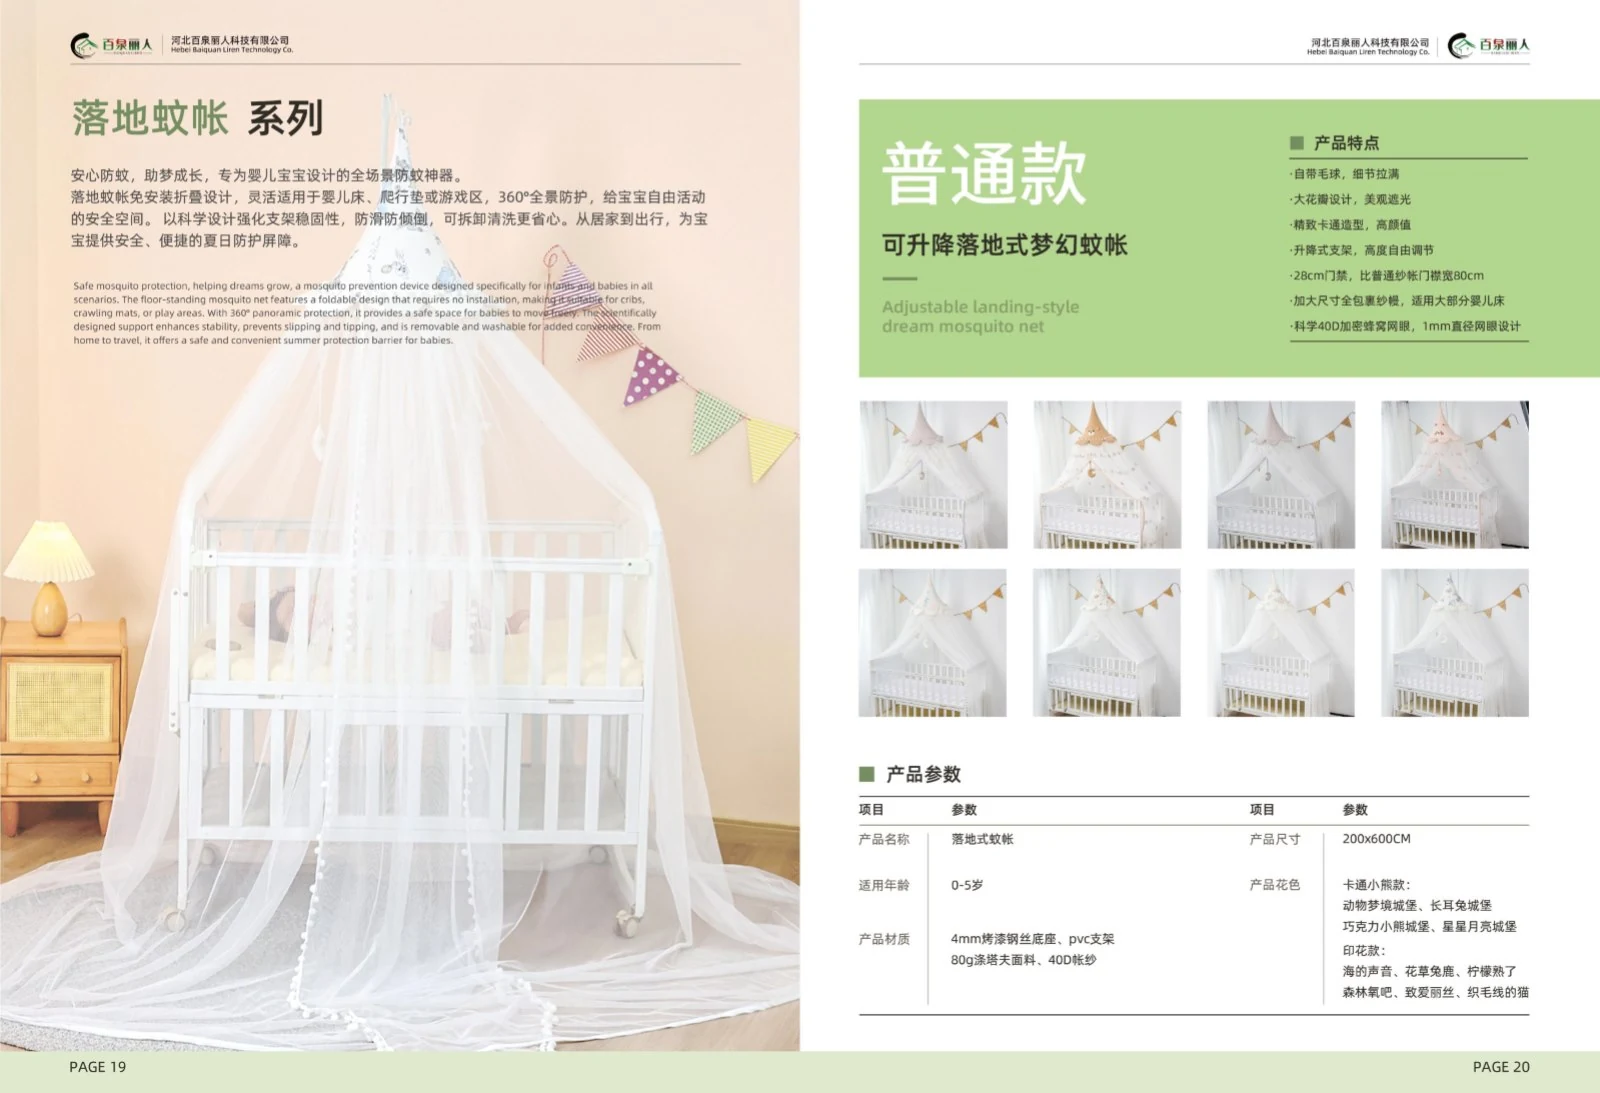 百泉丽人
河北百泉丽人科技有限公司
Hebei Baiquan Liren Technology Co.
落地蚊帐 系列
安心防蚊，助梦成长，专为婴儿宝宝设计的全场景防蚊神器。
落地蚊帐免安装折叠设计，灵活适用于婴儿床、爬行垫或游戏区，360°全景防护，给宝宝自由活动
的安全空间。 以科学设计强化支架稳固性，防滑防倾倒，可拆卸清洗更省心。从居家到出行，为宝
宝提供安全、便捷的夏日防护屏障。
Safe mosquito protection, helping dreams grow, a mosquito prevention device designed specifically for infants and babies in all
scenarios. The floor-standing mosquito net features a foldable design that requires no installation, making it suitable for cribs,
crawling mats, or play areas. With 360° panoramic protection, it provides a safe space for babies to move freely. The scientifically
designed support enhances stability, prevents slipping and tipping, and is removable and washable for added convenience. From
home to travel, it offers a safe and convenient summer protection barrier for babies.
PAGE 19
河北百泉丽人科技有限公司
Hebei Baiquan Liren Technology Co.
百泉丽人
普通款
可升降落地式梦幻蚊帐
Adjustable landing-style
dream mosquito net
产品特点
·自带毛球，细节拉满
·大花瓣设计，美观遮光
·精致卡通造型，高颜值
·升降式支架，高度自由调节
·28cm门禁，比普通纱帐门襟宽80cm
·加大尺寸全包裹纱幔，适用大部分婴儿床
·科学40D加密蜂窝网眼，1mm直径网眼设计
产品参数
项目 参数 项目 参数
产品名称 落地式蚊帐 产品尺寸 200x600CM
适用年龄 0-5岁 产品花色 卡通小熊款：
动物梦境城堡、长耳兔城堡
巧克力小熊城堡、星星月亮城堡
产品材质 4mm烤漆钢丝底座、pvc支架
80g涤塔夫面料、40D帐纱
印花款：
海的声音、花草兔鹿、柠檬熟了
森林氧吧、致爱丽丝、织毛线的猫
PAGE 20